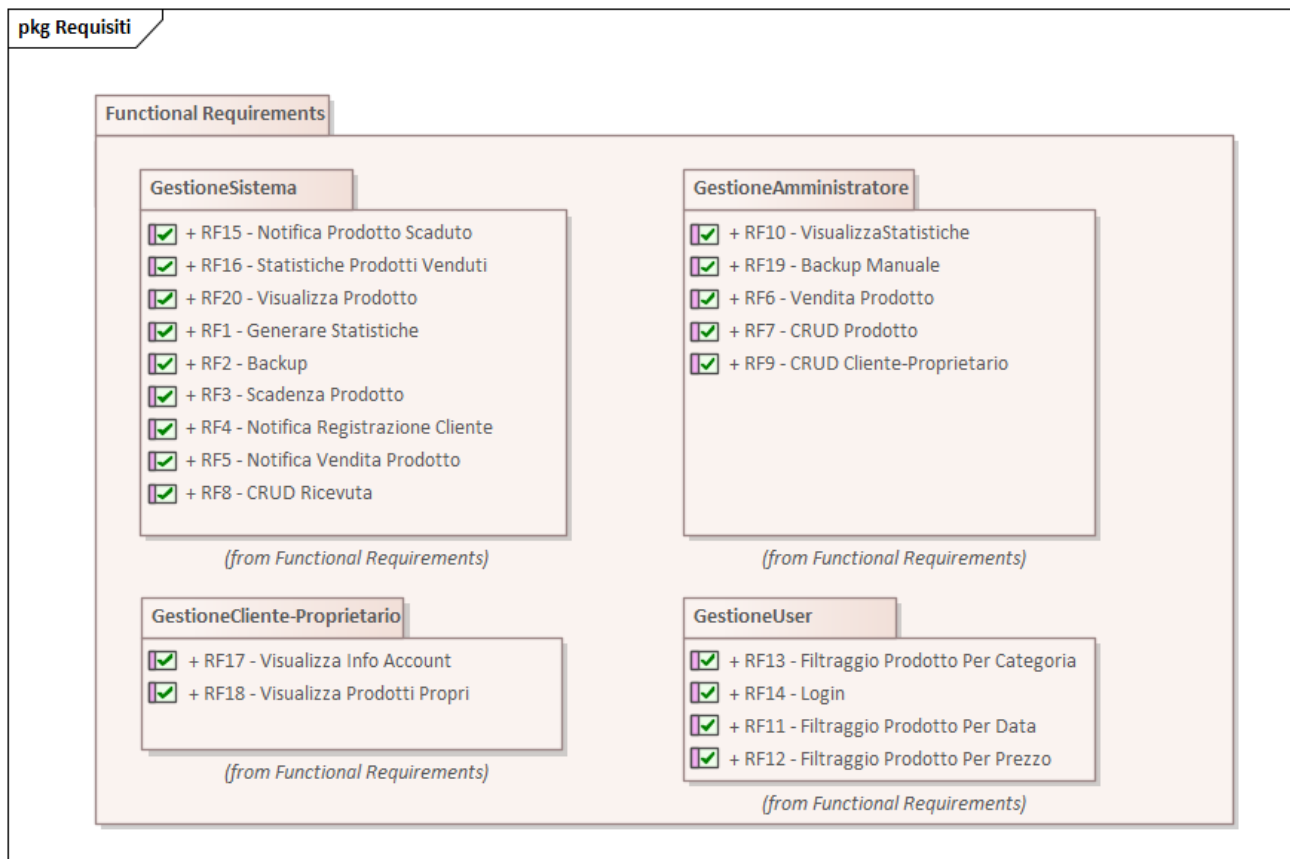 pkg Requisiti
Functional Requirements
GestioneSistema
+ RF15 - Notifica Prodotto Scaduto
+ RF16 - Statistiche Prodotti Venduti
+ RF20 - Visualizza Prodotto
+ RF1 - Generare Statistiche
+ RF2 - Backup
+ RF3 - Scadenza Prodotto
+ RF4 - Notifica Registrazione Cliente
+ RF5 - Notifica Vendita Prodotto
+ RF8 - CRUD Ricevuta
(from Functional Requirements)
GestioneAmministratore
+ RF10 - VisualizzaStatistiche
+ RF19 - Backup Manuale
+ RF6 - Vendita Prodotto
+ RF7 - CRUD Prodotto
+ RF9 - CRUD Cliente-Proprietario
(from Functional Requirements)
GestioneCliente-Proprietario
+ RF17 - Visualizza Info Account
+ RF18 - Visualizza Prodotti Propri
(from Functional Requirements)
GestioneUser
+ RF13 - Filtraggio Prodotto Per Categoria
+ RF14 - Login
+ RF11 - Filtraggio Prodotto Per Data
+ RF12 - Filtraggio Prodotto Per Prezzo
(from Functional Requirements)